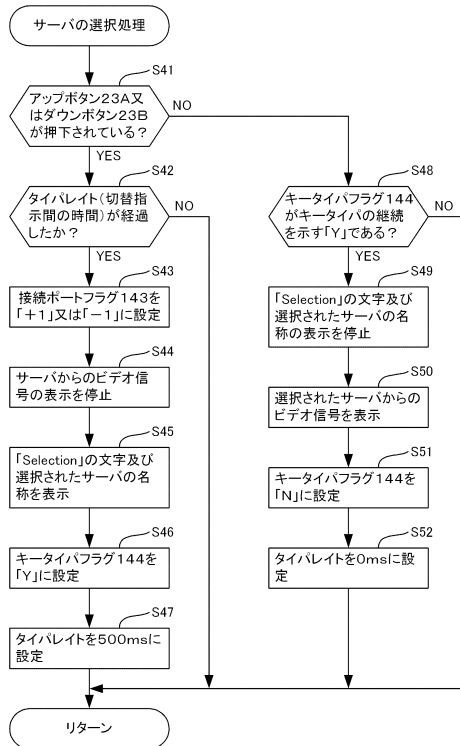 サーバの選択処理
S41
アップボタン23A又
はダウンボタン23B
が押下されている?
NO
YES
S42
タイパレイト(切替指
示間の時間)が経過
したか?
NO
YES
S43
接続ポートフラグ143を
「+1」又は「-1」に設定
S44
サーバからのビデオ信
号の表示を停止
S45
「Selection」の文字及び
選択されたサーバの名
称を表示
S46
キータイパフラグ144を
「Y」に設定
S47
タイパレイトを500msに
設定
リターン
S48
キータイパフラグ144
がキータイパの継続
を示す「Y」である?
NO
YES
S49
「Selection」の文字及び
選択されたサーバの名
称の表示を停止
S50
選択されたサーバからの
ビデオ信号を表示
S51
キータイパフラグ144を
「N」に設定
S52
タイパレイトを0msに設
定